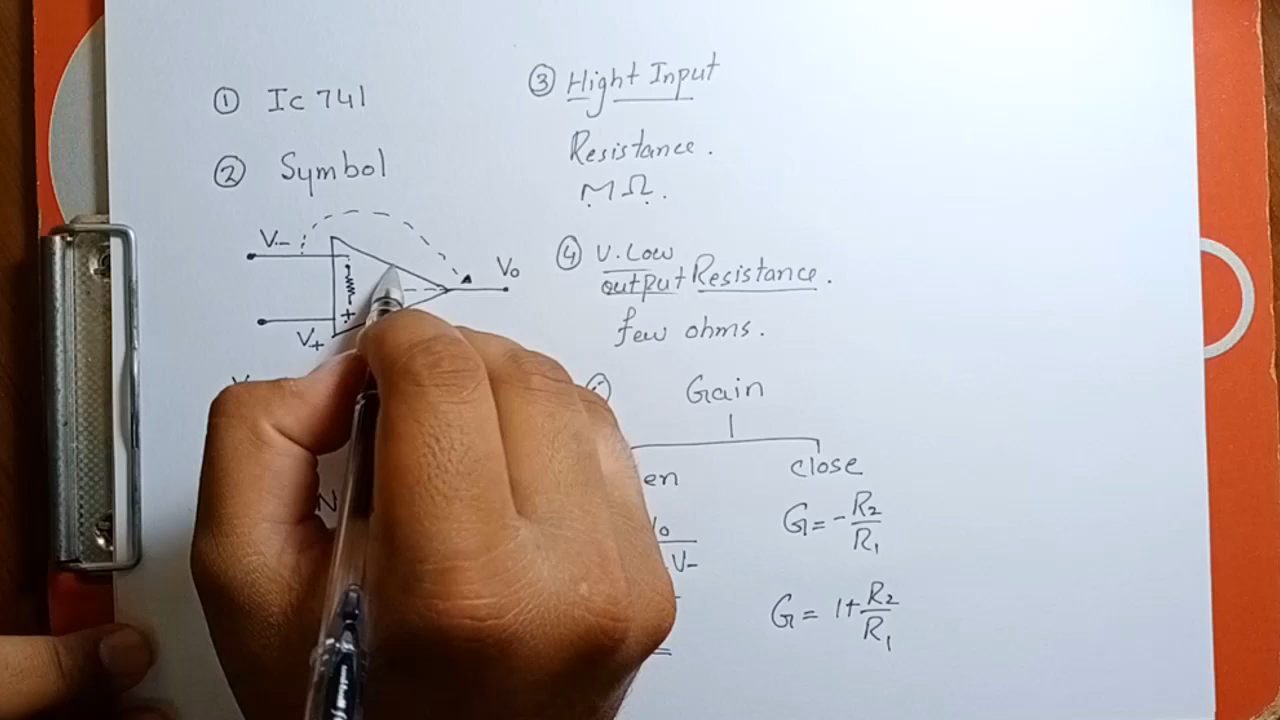 ① Ic 741
② Symbol
V-
V+
Vo
N
③ Hight Input
Resistance.
MΩ.
④ V. Low
output Resistance.
few ohms.
Gain
en
close
V-
G = - R2/R1
G = 1 + R2/R1